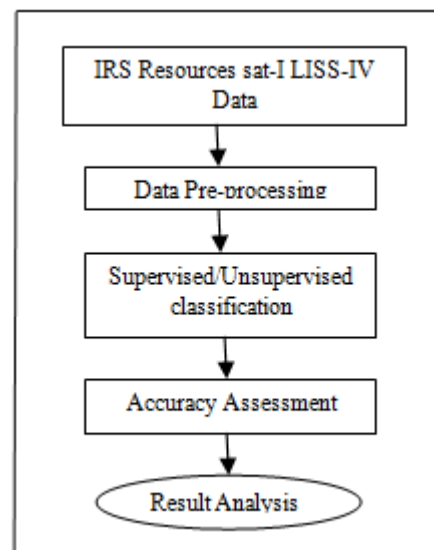 IRS Resources sat-I LISS-IV
Data
Data Pre-processing
Supervised/Unsupervised
classification
Accuracy Assessment
Result Analysis